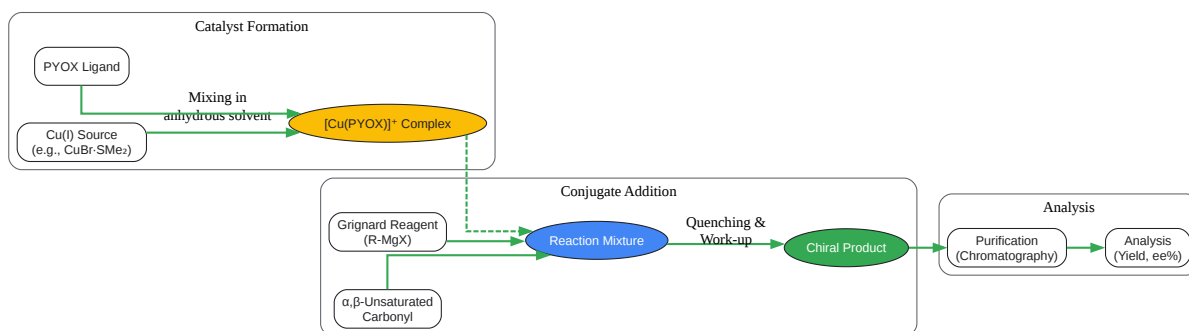 Catalyst Formation
PYOX Ligand
Mixing in
anhydrous solvent
Cu(I) Source
(e.g., CuBr·SMe₂)
[Cu(PYOX)]⁺ Complex
Conjugate Addition
Grignard Reagent
(R-MgX)
α,β-Unsaturated
Carbonyl
Reaction Mixture
Quenching &
Work-up
Chiral Product
Analysis
Purification
(Chromatography)
Analysis
(Yield, ee%)